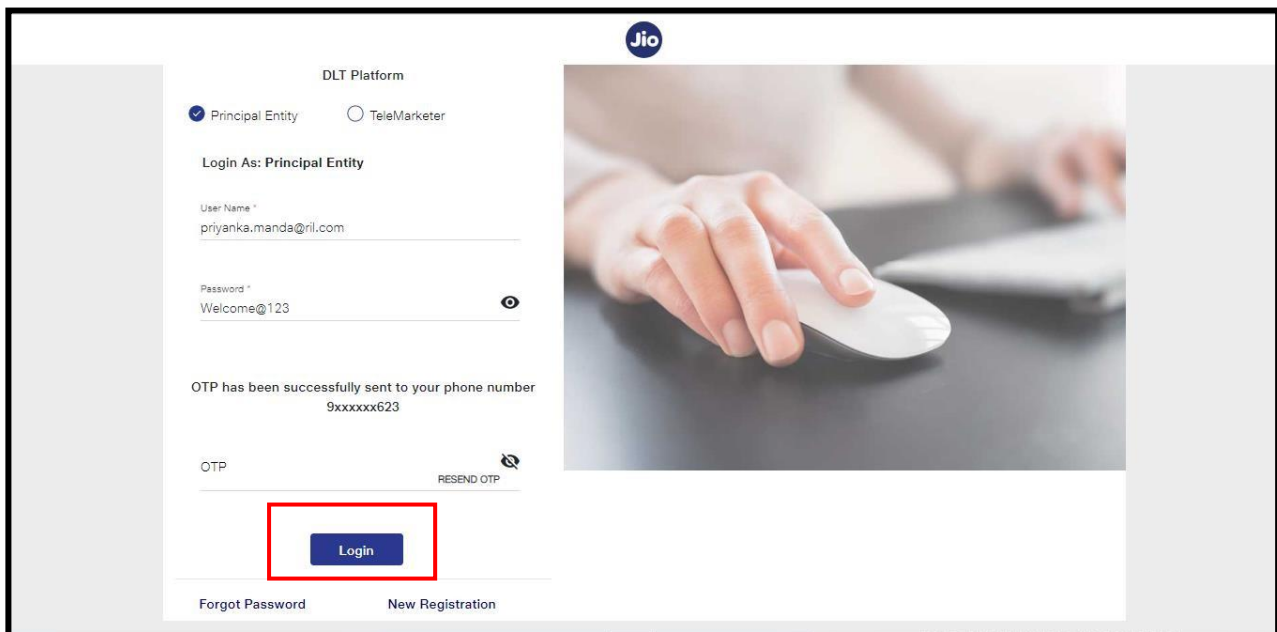 Jio
DLT Platform
Principal Entity TeleMarketer
Login As: Principal Entity
User Name *
priyanka.manda@ril.com
Password *
Welcome@123
OTP has been successfully sent to your phone number
9xxxxxx623
OTP
RESEND OTP
Login
Forgot Password New Registration